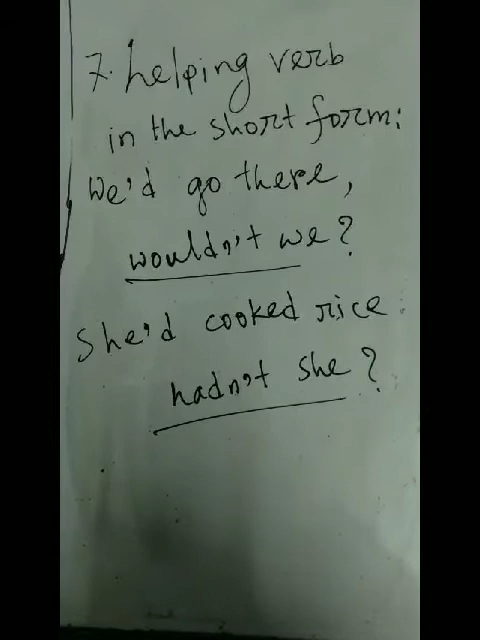 7. helping verb
in the short form:
We'd go there,
wouldn't we?
She'd cooked rice
hadn't she?